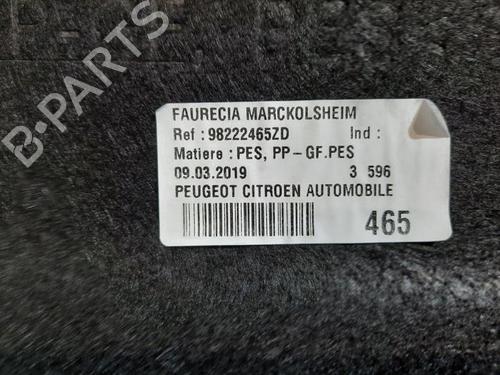 B-PARTS
FAURECIA MARCKOLSHEIM
Ref : 98222465ZD Ind :
Matiere : PES, PP-GF.PES
09.03.2019 3 596
PEUGEOT CITROEN AUTOMOBILE
465